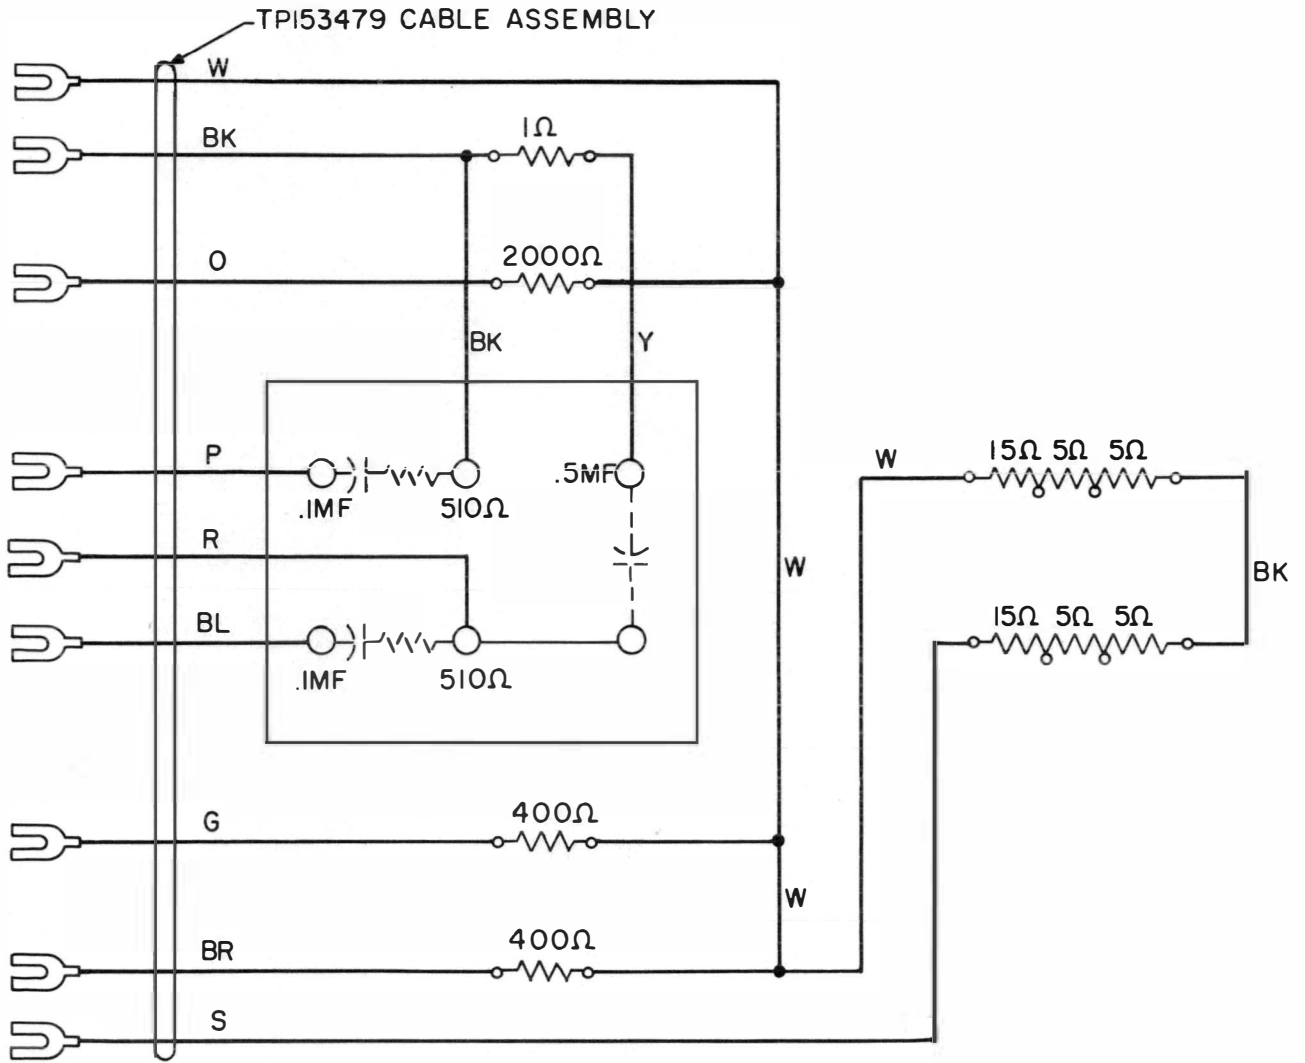 TP153479 CABLE ASSEMBLY
W
BK
1Ω
O
2000Ω
BK
Y
P
.1MF
510Ω
.5MF
W
15Ω 5Ω 5Ω
R
W
BK
BL
.1MF
510Ω
15Ω 5Ω 5Ω
G
400Ω
W
BR
400Ω
S